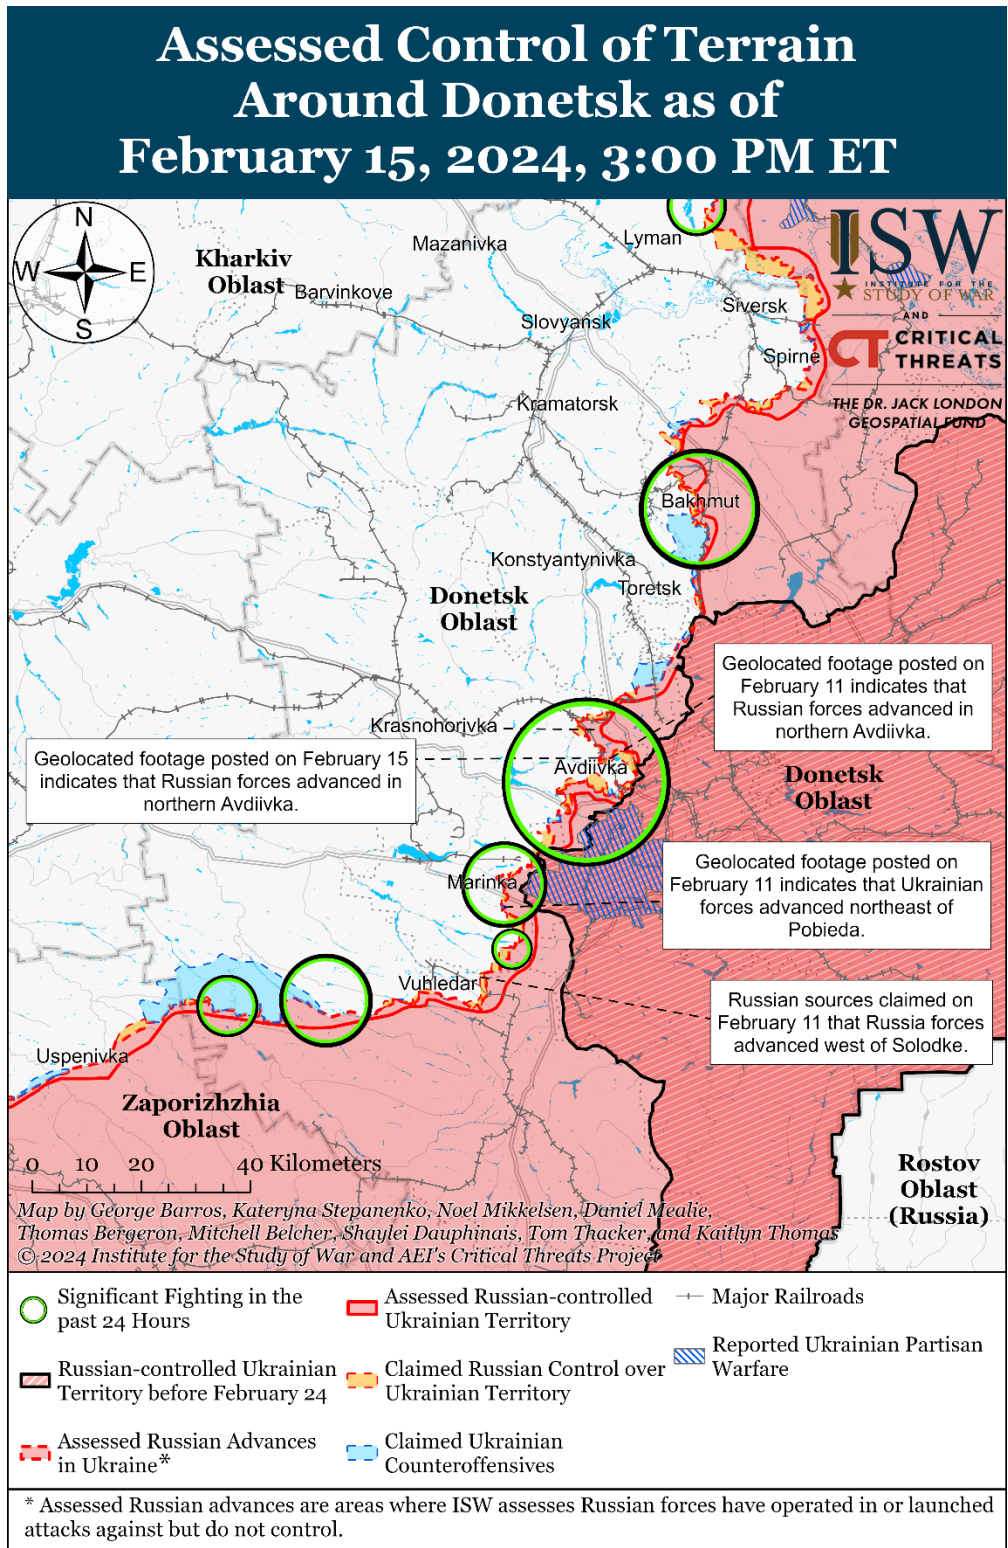 Assessed Control of Terrain
Around Donetsk as of
February 15, 2024, 3:00 PM ET
N
W
E
S
ISW
INSTITUTE FOR THE
STUDY OF WAR
AND
CT
CRITICAL
THREATS
THE DR. JACK LONDON
GEOSPATIAL FUND
Kharkiv
Oblast
Mazanivka
Lyman
Barvinkove
Slovyansk
Siversk
Spirne
Kramatorsk
Bakhmut
Konstyantynivka
Toretsk
Donetsk
Oblast
Geolocated footage posted on
February 11 indicates that
Russian forces advanced in
northern Avdiivka.
Krasnohorivka
Geolocated footage posted on February 15
indicates that Russian forces advanced in
northern Avdiivka.
Avdiivka
Donetsk
Oblast
Geolocated footage posted on
February 11 indicates that Ukrainian
forces advanced northeast of
Pobieda.
Marinka
Vuhledar
Russian sources claimed on
February 11 that Russia forces
advanced west of Solodke.
Uspenivka
Zaporizhzhia
Oblast
Rostov
Oblast
(Russia)
0 10 20 40 Kilometers
Map by George Barros, Kateryna Stepanenko, Noel Mikkelsen, Daniel Mealie,
Thomas Bergeron, Mitchell Belcher, Shaylei Dauphinais, Tom Thacker, and Kaitlyn Thomas
© 2024 Institute for the Study of War and AEI's Critical Threats Project
Significant Fighting in the
past 24 Hours
Russian-controlled Ukrainian
Territory before February 24
Assessed Russian Advances
in Ukraine*
Assessed Russian-controlled
Ukrainian Territory
Claimed Russian Control over
Ukrainian Territory
Claimed Ukrainian
Counteroffensives
Major Railroads
Reported Ukrainian Partisan
Warfare
* Assessed Russian advances are areas where ISW assesses Russian forces have operated in or launched
attacks against but do not control.